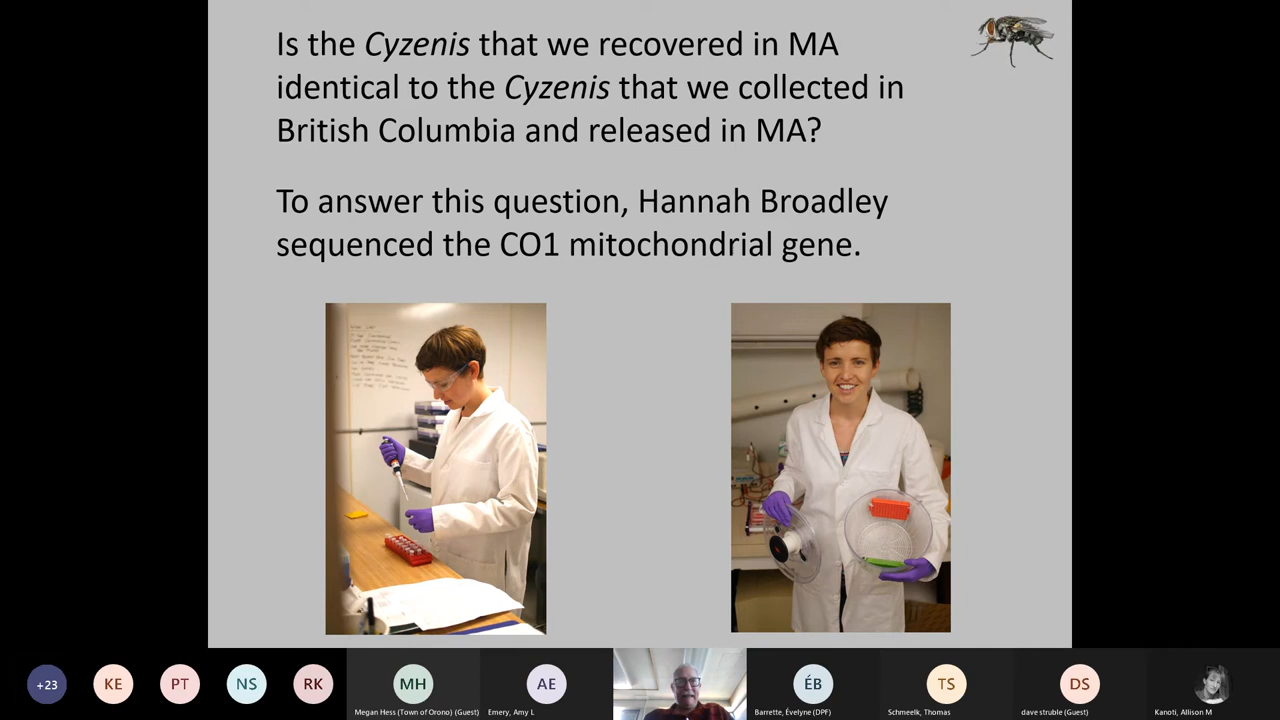 Is the Cyzenis that we recovered in MA
identical to the Cyzenis that we collected in
British Columbia and released in MA?
To answer this question, Hannah Broadley
sequenced the CO1 mitochondrial gene.
+23
KE
PT
NS
RK
MH
AE
ÉB
TS
DS
Megan Hess (Town of Orono) (Guest)
Emery, Amy L
Barrette, Évelyne (DPF)
Schmeelk, Thomas
dave struble (Guest)
Kanoti, Allison M